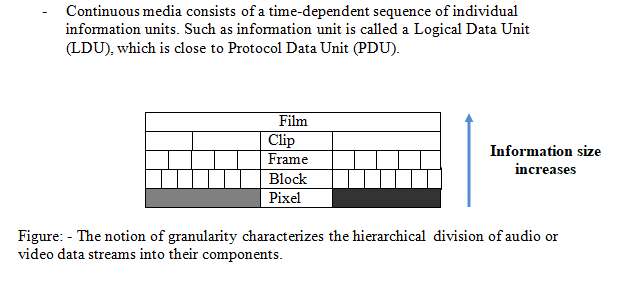 - Continuous media consists of a time-dependent sequence of individual
information units. Such as information unit is called a Logical Data Unit
(LDU), which is close to Protocol Data Unit (PDU).
Film
Clip
Frame
Block
Pixel
Information size
increases
Figure: - The notion of granularity characterizes the hierarchical division of audio or
video data streams into their components.